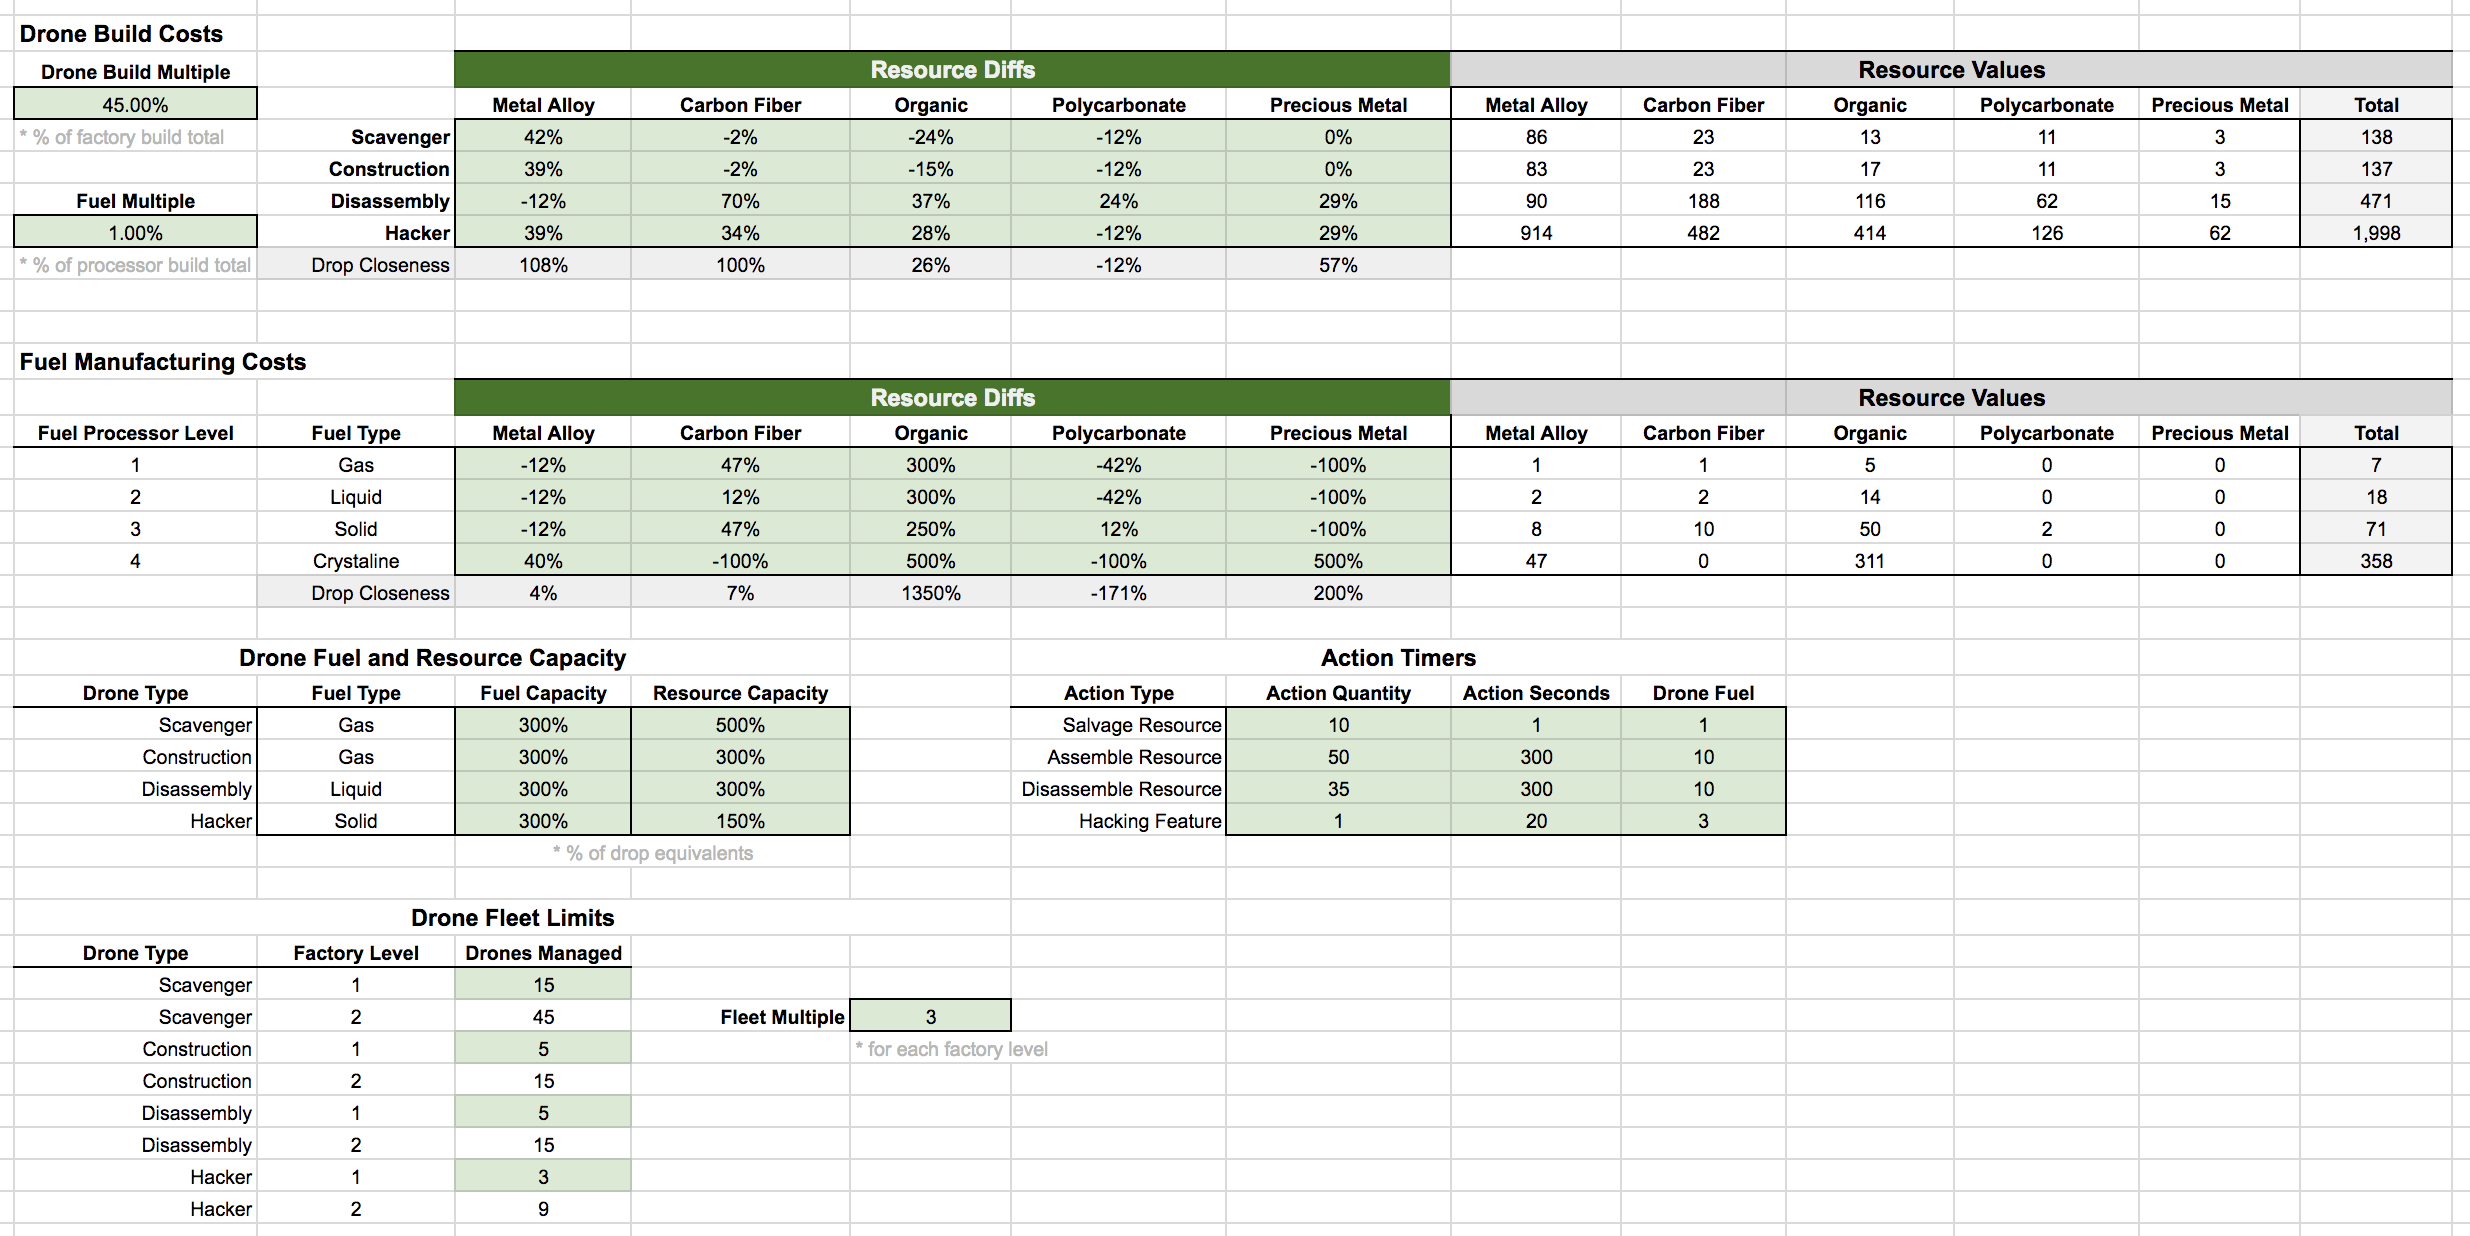 Drone Build Costs
Drone Build Multiple Resource Diffs Resource Values
45.00% Metal Alloy Carbon Fiber Organic Polycarbonate Precious Metal Metal Alloy Carbon Fiber Organic Polycarbonate Precious Metal Total
* % of factory build total Scavenger 42% -2% -24% -12% 0% 86 23 13 11 3 138
Construction 39% -2% -15% -12% 0% 83 23 17 11 3 137
Fuel Multiple Disassembly -12% 70% 37% 24% 29% 90 188 116 62 15 471
1.00% Hacker 39% 34% 28% -12% 29% 914 482 414 126 62 1,998
* % of processor build total Drop Closeness 108% 100% 26% -12% 57%
Fuel Manufacturing Costs
Resource Diffs Resource Values
Fuel Processor Level Fuel Type Metal Alloy Carbon Fiber Organic Polycarbonate Precious Metal Metal Alloy Carbon Fiber Organic Polycarbonate Precious Metal Total
1 Gas -12% 47% 300% -42% -100% 1 1 5 0 0 7
2 Liquid -12% 12% 300% -42% -100% 2 2 14 0 0 18
3 Solid -12% 47% 250% 12% -100% 8 10 50 2 0 71
4 Crystaline 40% -100% 500% -100% 500% 47 0 311 0 0 358
Drop Closeness 4% 7% 1350% -171% 200%
Drone Fuel and Resource Capacity Action Timers
Drone Type Fuel Type Fuel Capacity Resource Capacity Action Type Action Quantity Action Seconds Drone Fuel
Scavenger Gas 300% 500% Salvage Resource 10 1 1
Construction Gas 300% 300% Assemble Resource 50 300 10
Disassembly Liquid 300% 300% Disassemble Resource 35 300 10
Hacker Solid 300% 150% Hacking Feature 1 20 3
* % of drop equivalents
Drone Fleet Limits
Drone Type Factory Level Drones Managed
Scavenger 1 15
Scavenger 2 45 Fleet Multiple 3
Construction 1 5 * for each factory level
Construction 2 15
Disassembly 1 5
Disassembly 2 15
Hacker 1 3
Hacker 2 9